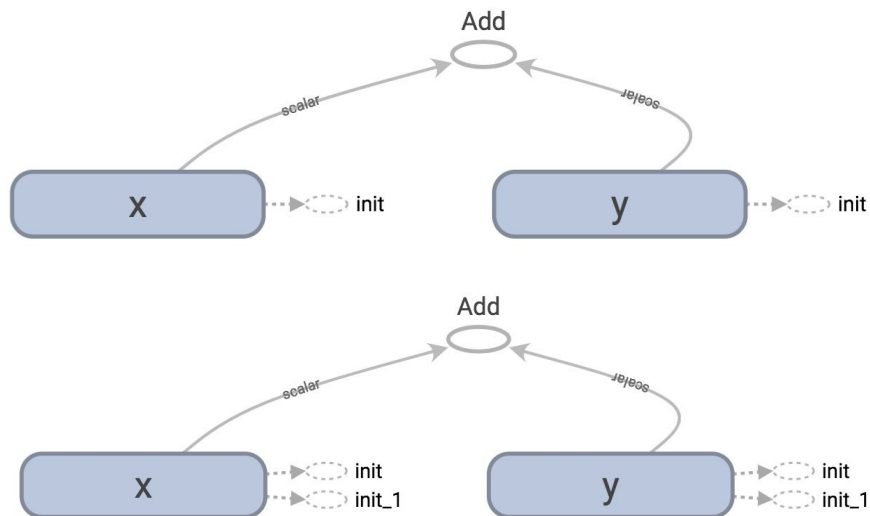 Add
scalar
scalar
x
init
y
init
Add
scalar
scalar
x
init
init_1
y
init
init_1